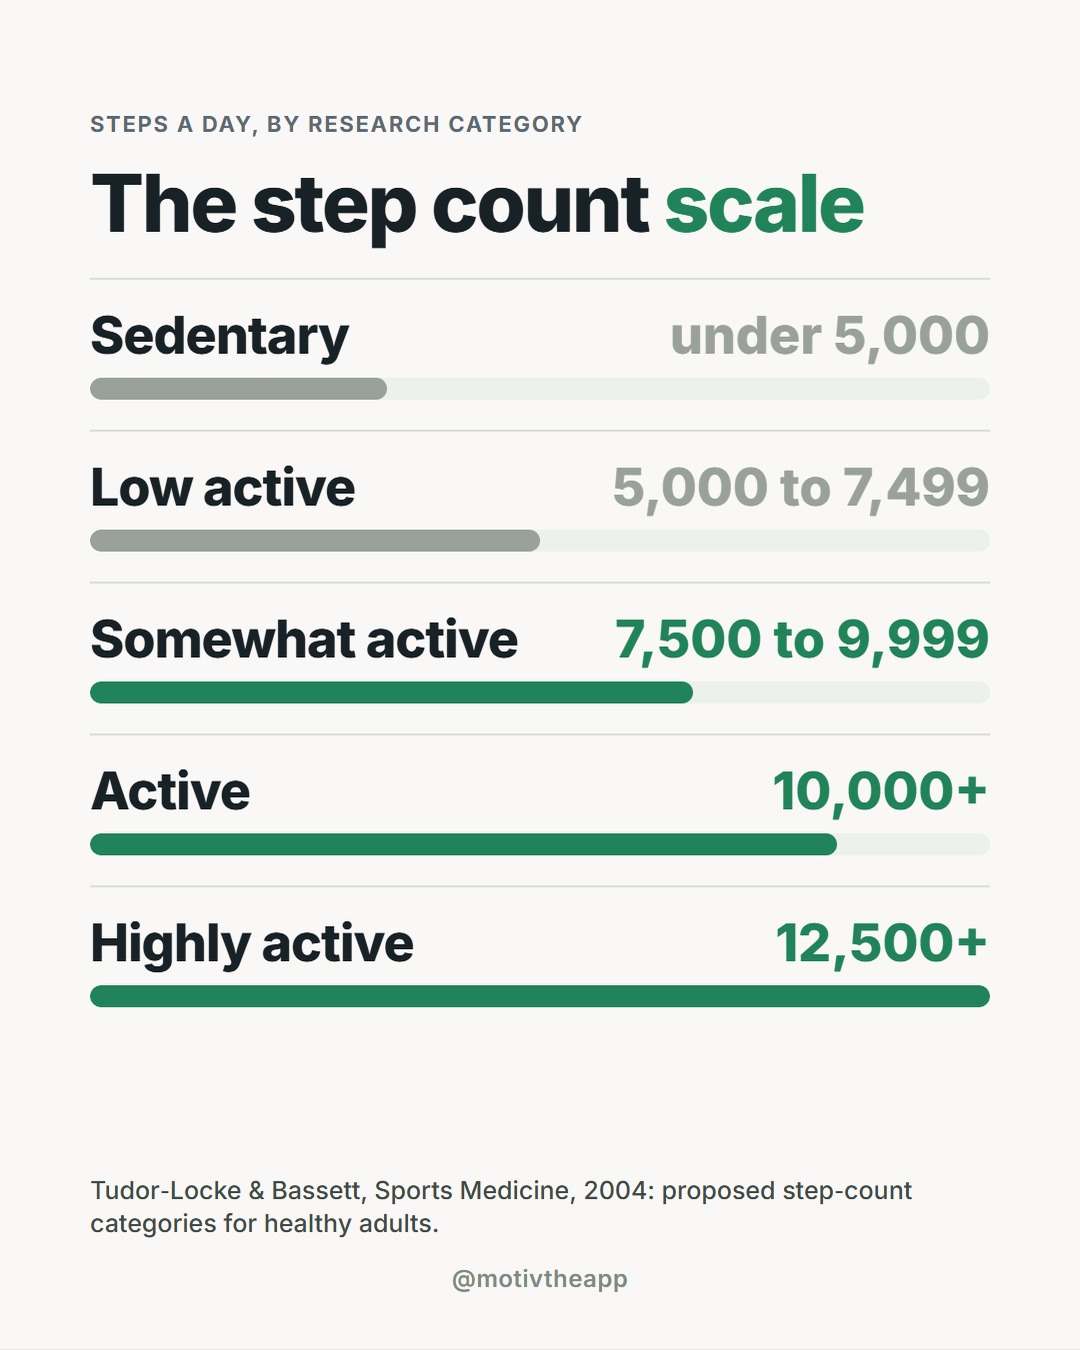 STEPS A DAY, BY RESEARCH CATEGORY
The step count scale
Sedentary under 5,000
Low active 5,000 to 7,499
Somewhat active 7,500 to 9,999
Active 10,000+
Highly active 12,500+
Tudor-Locke & Bassett, Sports Medicine, 2004: proposed step-count
categories for healthy adults.
@motivtheapp